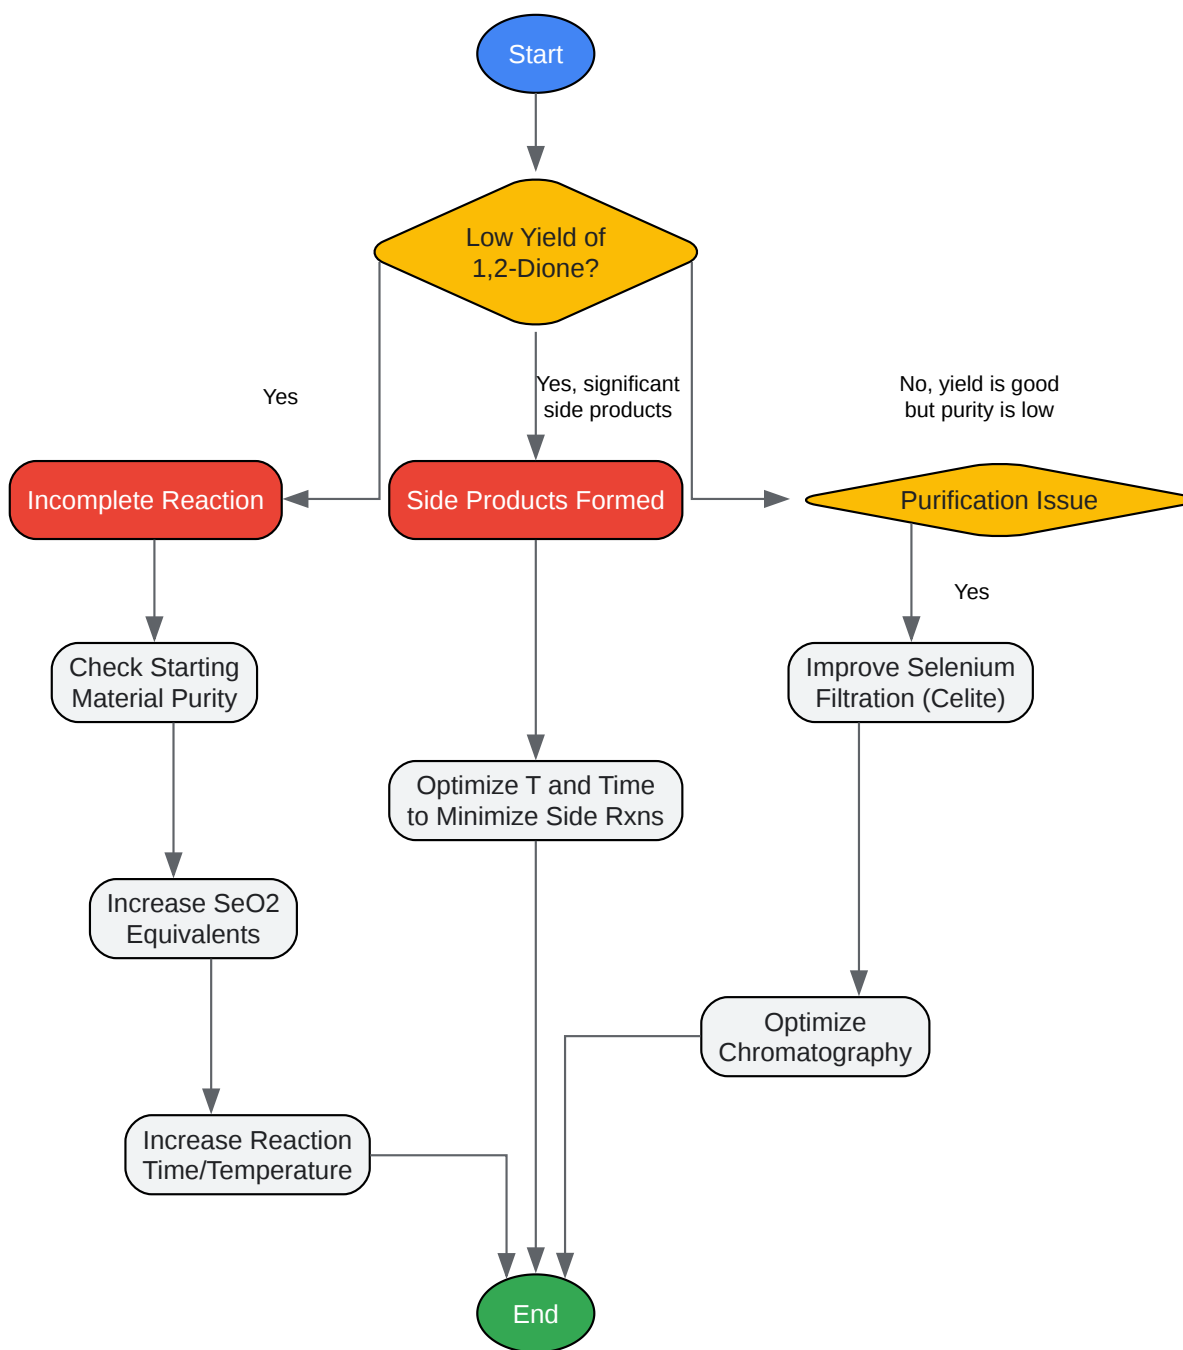 Start
Low Yield of
1,2-Dione?
Yes
Yes, significant
side products
No, yield is good
but purity is low
Incomplete Reaction
Side Products Formed
Purification Issue
Yes
Check Starting
Material Purity
Improve Selenium
Filtration (Celite)
Optimize T and Time
to Minimize Side Rxns
Increase SeO2
Equivalents
Optimize
Chromatography
Increase Reaction
Time/Temperature
End